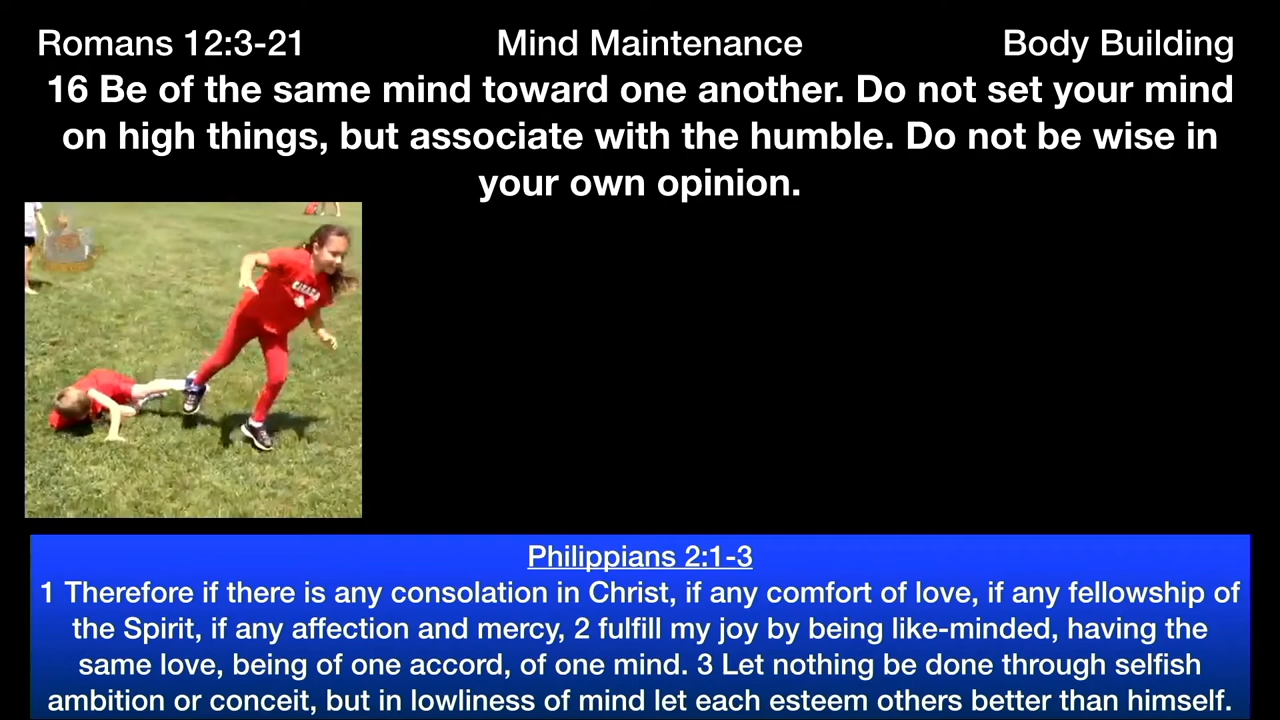 Romans 12:3-21 Mind Maintenance Body Building
16 Be of the same mind toward one another. Do not set your mind
on high things, but associate with the humble. Do not be wise in
your own opinion.
CANADA
Philippians 2:1-3
1 Therefore if there is any consolation in Christ, if any comfort of love, if any fellowship of
the Spirit, if any affection and mercy, 2 fulfill my joy by being like-minded, having the
same love, being of one accord, of one mind. 3 Let nothing be done through selfish
ambition or conceit, but in lowliness of mind let each esteem others better than himself.